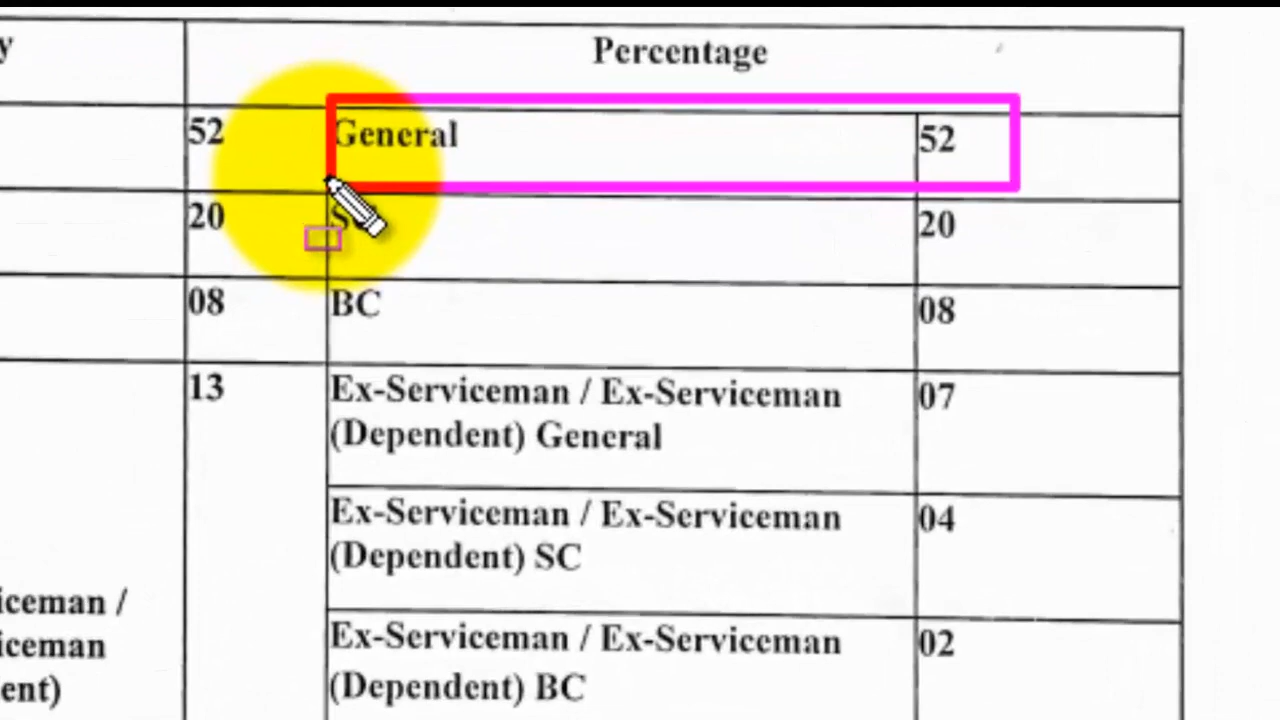 y
Percentage
52 General 52
20 20
08 BC 08
13 Ex-Serviceman / Ex-Serviceman 07
(Dependent) General
Ex-Serviceman / Ex-Serviceman 04
(Dependent) SC
iceman /
Ex-Serviceman / Ex-Serviceman 02
iceman
(Dependent) BC
ent)